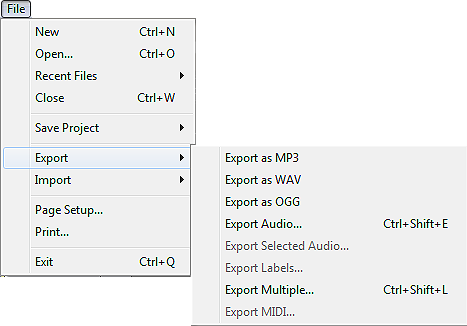 File
New Ctrl+N
Open... Ctrl+O
Recent Files
Close Ctrl+W
Save Project
Export
Import
Page Setup...
Print...
Exit Ctrl+Q
Export as MP3
Export as WAV
Export as OGG
Export Audio... Ctrl+Shift+E
Export Selected Audio...
Export Labels...
Export Multiple... Ctrl+Shift+L
Export MIDI...